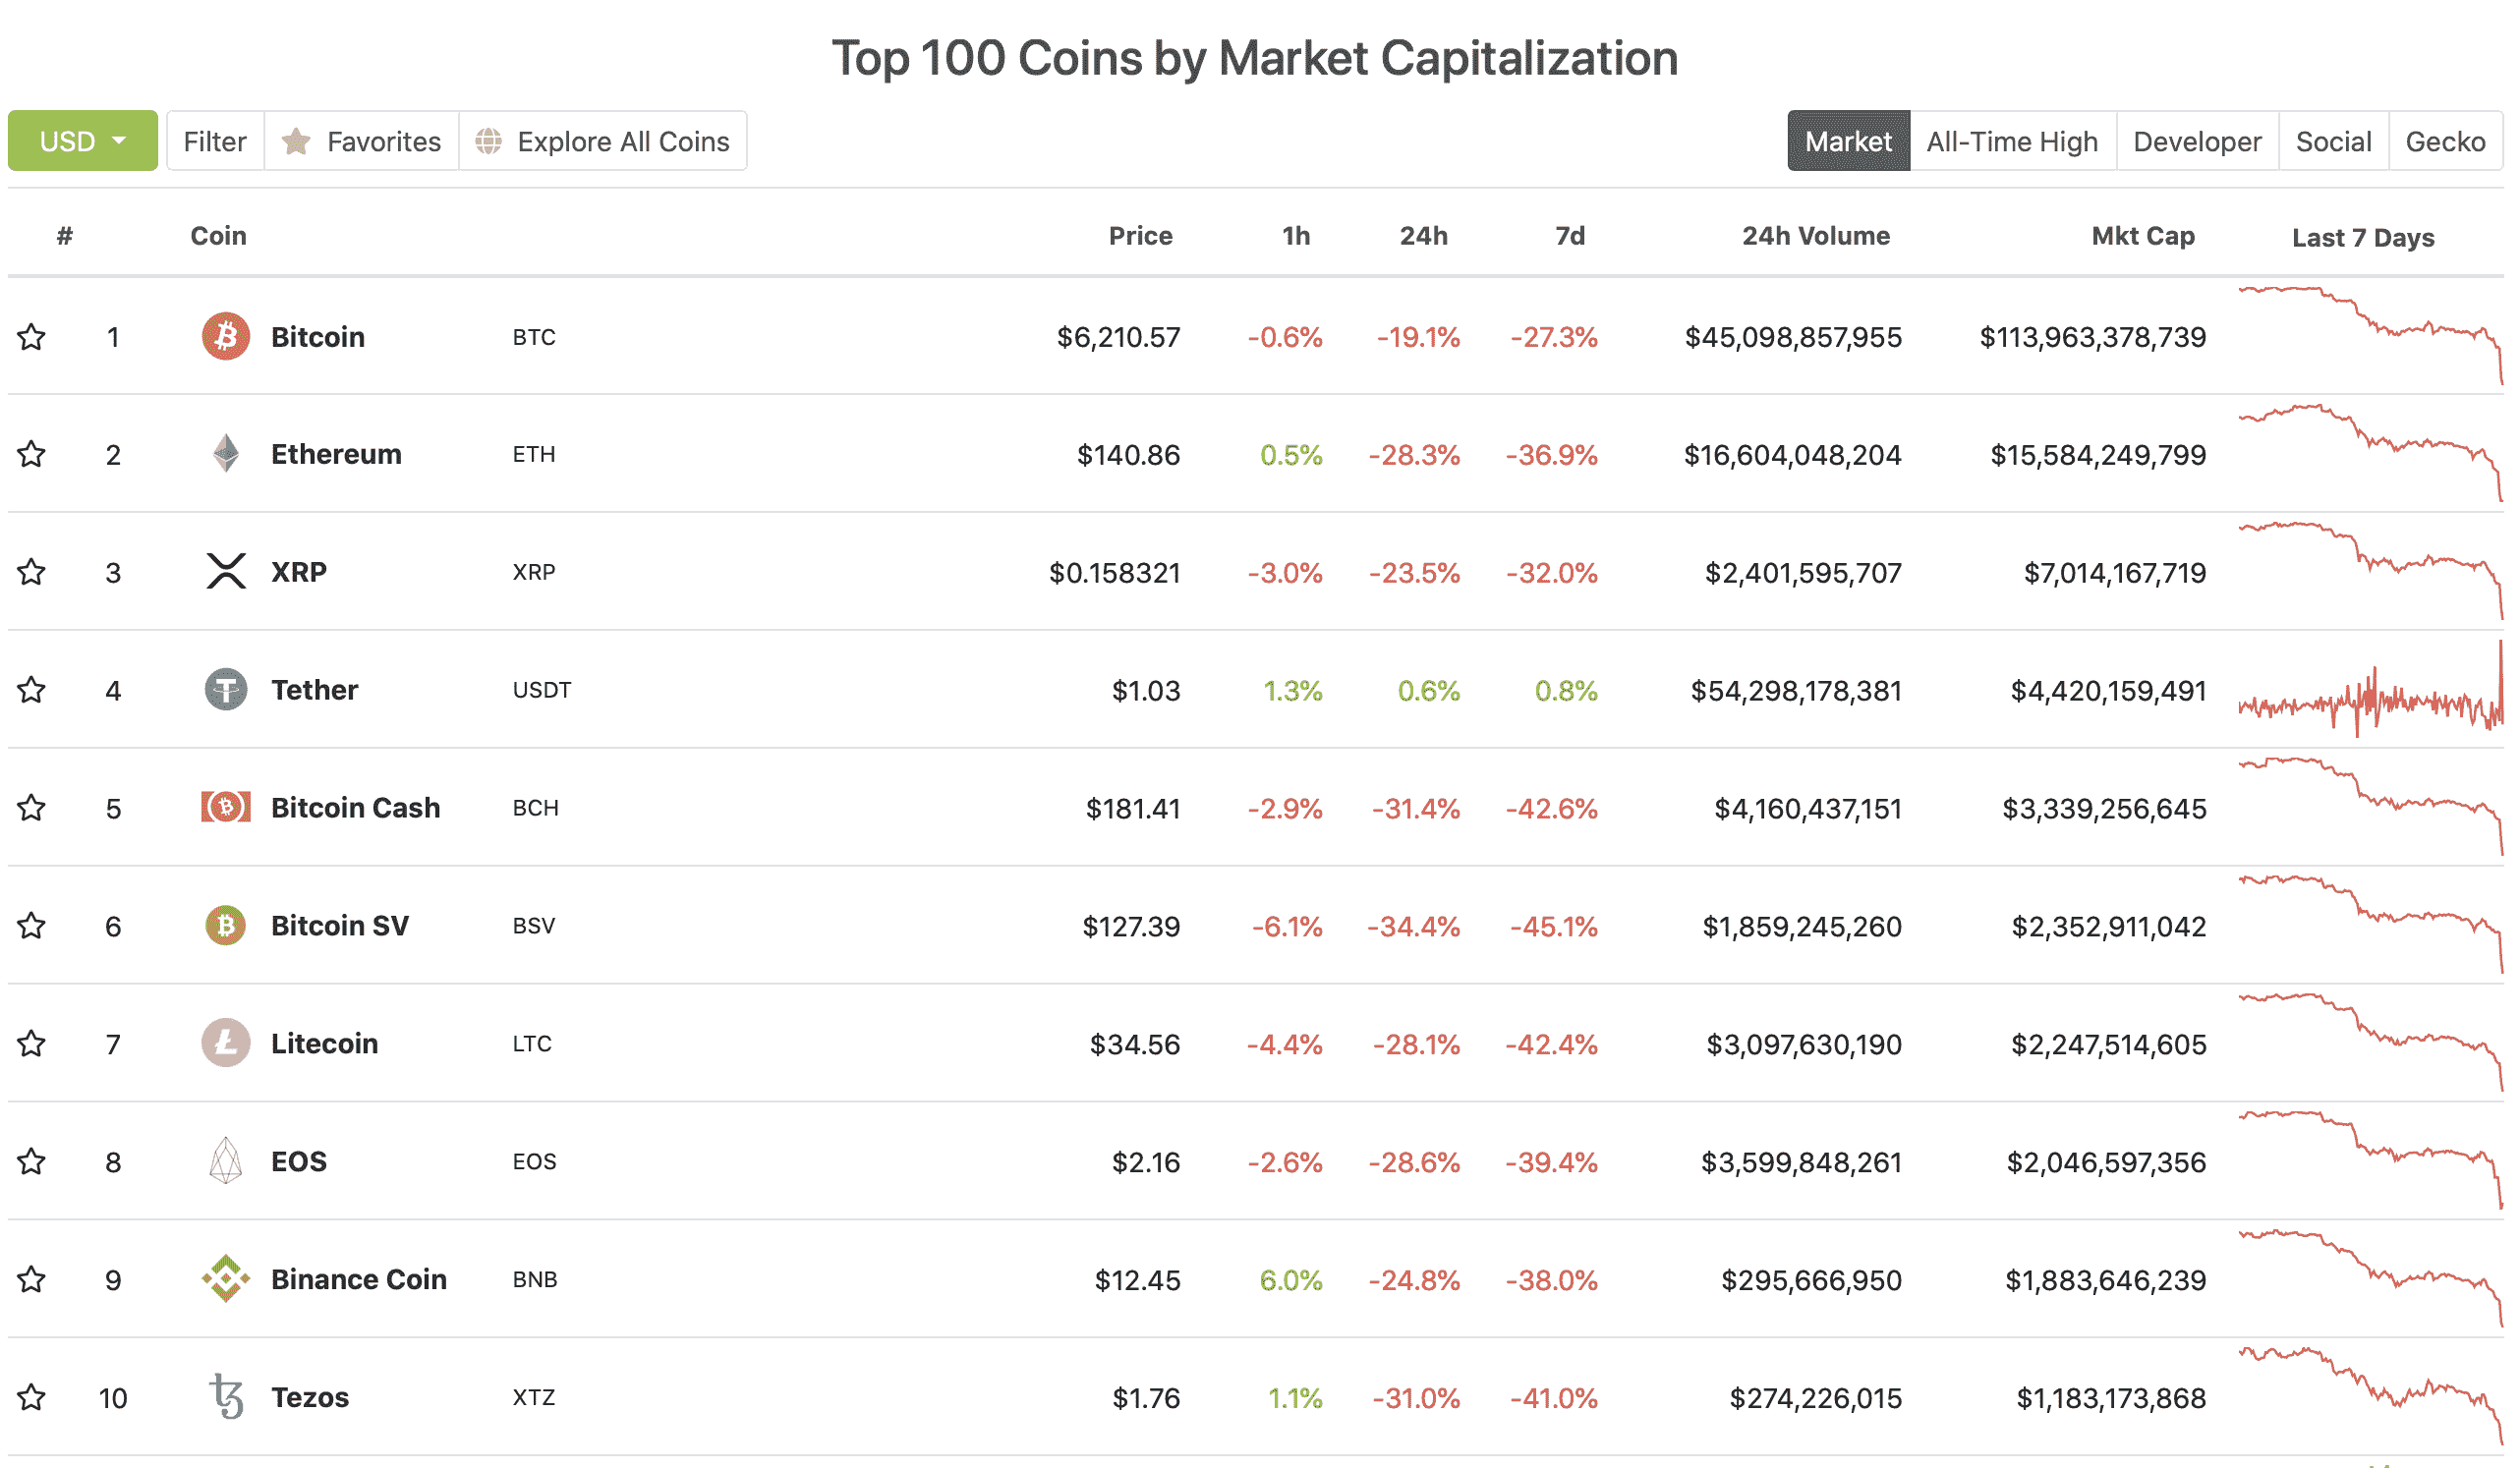 Top 100 Coins by Market Capitalization
USD Filter Favorites Explore All Coins Market All-Time High Developer Social Gecko
# Coin Price 1h 24h 7d 24h Volume Mkt Cap Last 7 Days
1 Bitcoin BTC $6,210.57 -0.6% -19.1% -27.3% $45,098,857,955 $113,963,378,739
2 Ethereum ETH $140.86 0.5% -28.3% -36.9% $16,604,048,204 $15,584,249,799
3 XRP XRP $0.158321 -3.0% -23.5% -32.0% $2,401,595,707 $7,014,167,719
4 Tether USDT $1.03 1.3% 0.6% 0.8% $54,298,178,381 $4,420,159,491
5 Bitcoin Cash BCH $181.41 -2.9% -31.4% -42.6% $4,160,437,151 $3,339,256,645
6 Bitcoin SV BSV $127.39 -6.1% -34.4% -45.1% $1,859,245,260 $2,352,911,042
7 Litecoin LTC $34.56 -4.4% -28.1% -42.4% $3,097,630,190 $2,247,514,605
8 EOS EOS $2.16 -2.6% -28.6% -39.4% $3,599,848,261 $2,046,597,356
9 Binance Coin BNB $12.45 6.0% -24.8% -38.0% $295,666,950 $1,883,646,239
10 Tezos XTZ $1.76 1.1% -31.0% -41.0% $274,226,015 $1,183,173,868